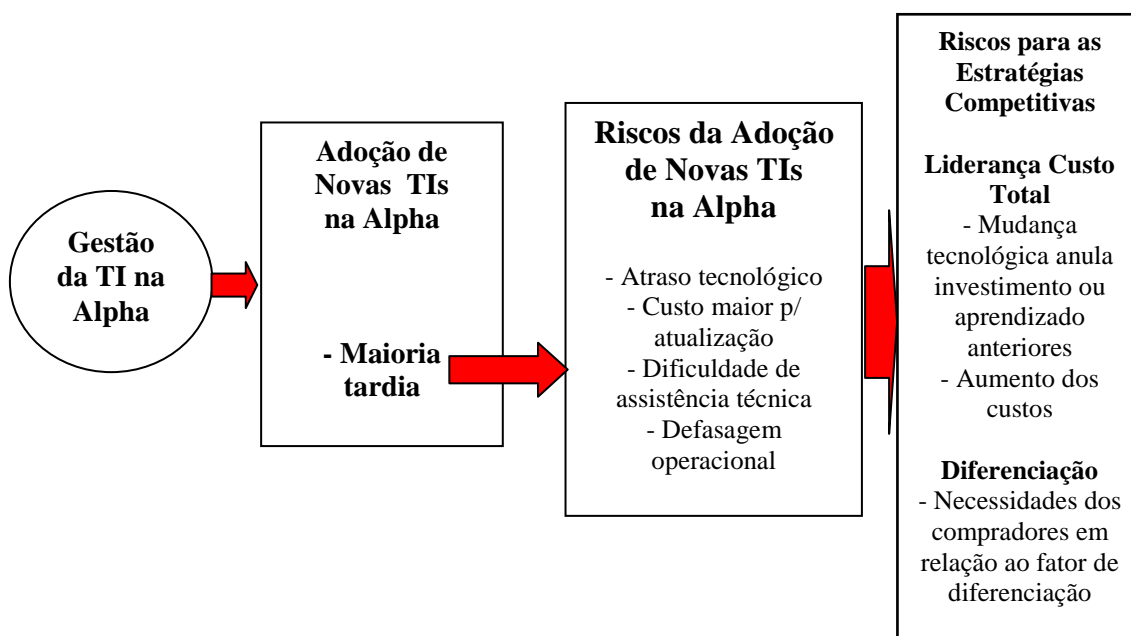 Gestão
da TI na
Alpha
Adoção de
Novas TIs
na Alpha
- Maioria
tardia
Riscos da Adoção
de Novas TIs
na Alpha
- Atraso tecnológico
- Custo maior p/
atualização
- Dificuldade de
assistência técnica
- Defasagem
operacional
Riscos para as
Estratégias
Competitivas
Liderança Custo
Total
- Mudança
tecnológica anula
investimento ou
aprendizado
anteriores
- Aumento dos
custos
Diferenciação
- Necessidades dos
compradores em
relação ao fator de
diferenciação